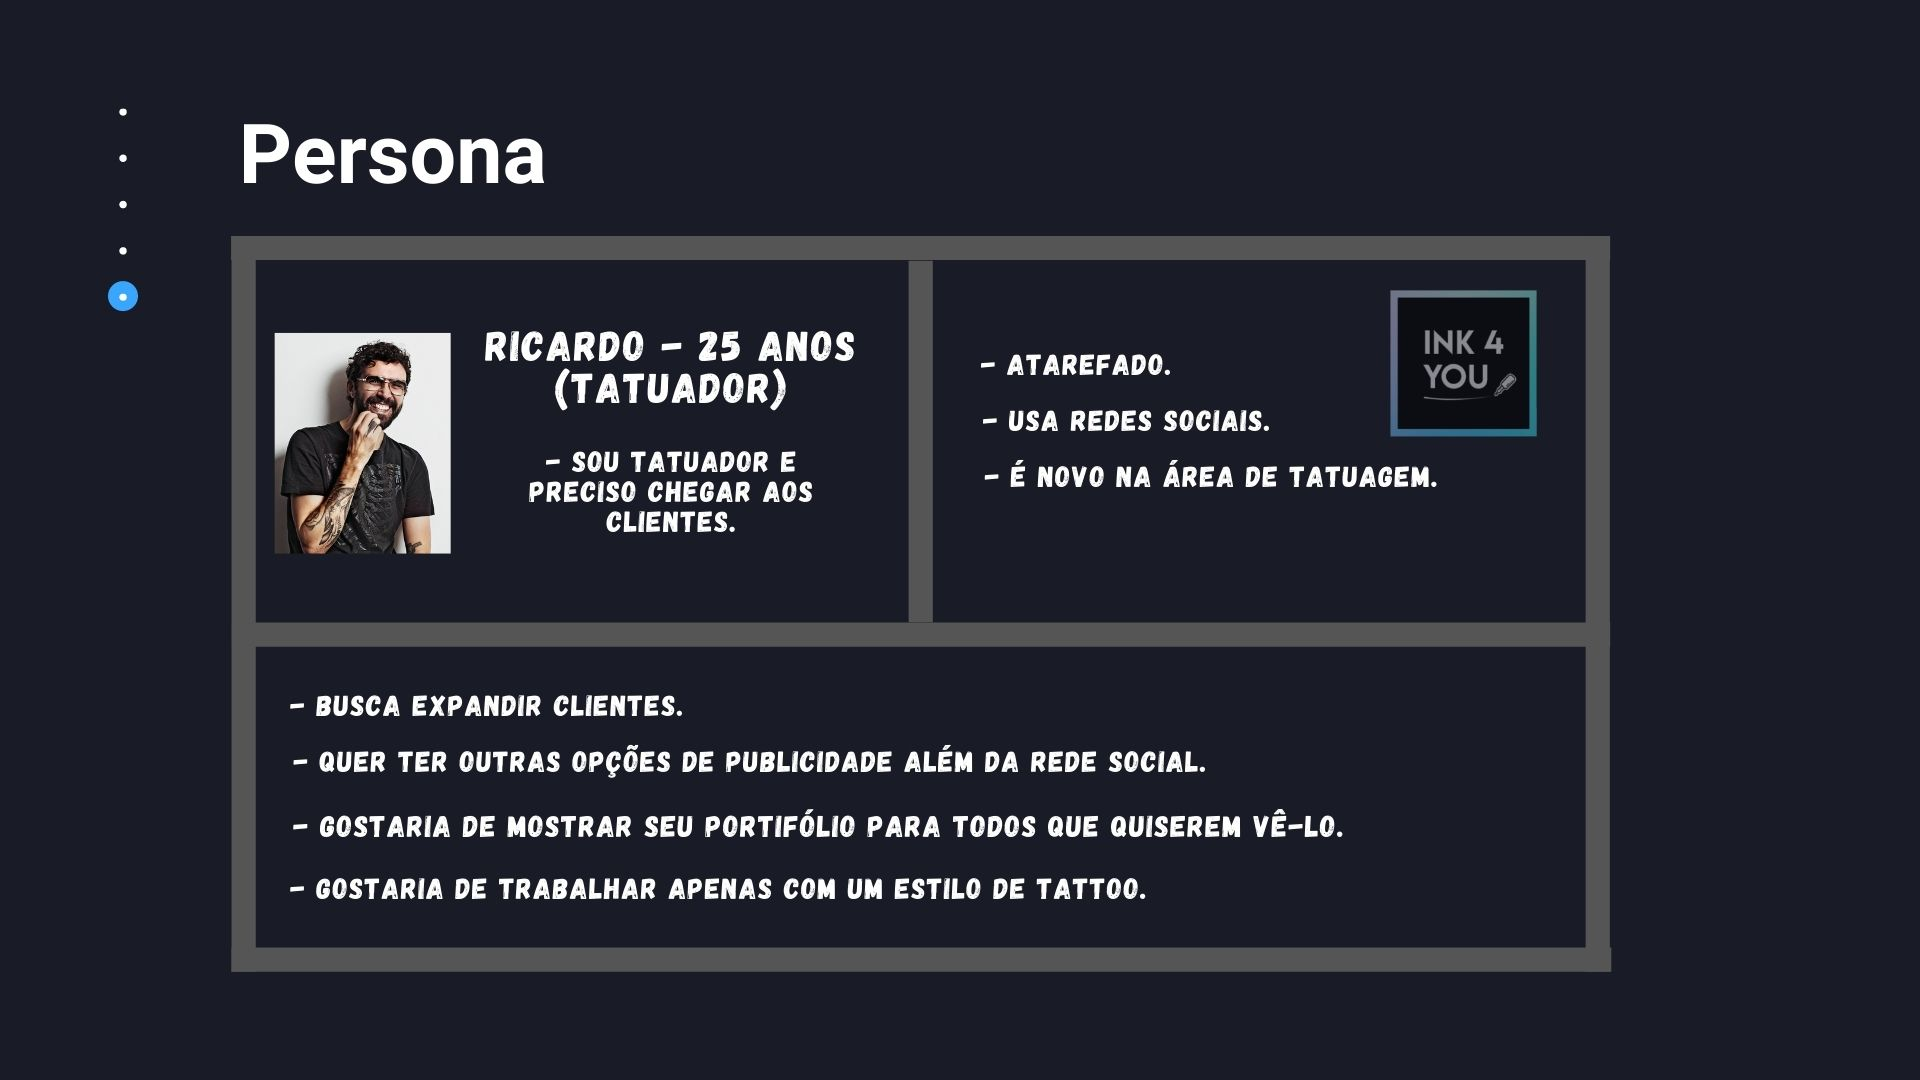 Persona
RICARDO - 25 ANOS
(TATUADOR)
- SOU TATUADOR E
PRECISO CHEGAR AOS
CLIENTES.
- ATAREFADO.
- USA REDES SOCIAIS.
- É NOVO NA ÁREA DE TATUAGEM.
INK 4
YOU
- BUSCA EXPANDIR CLIENTES.
- QUER TER OUTRAS OPÇÕES DE PUBLICIDADE ALÉM DA REDE SOCIAL.
- GOSTARIA DE MOSTRAR SEU PORTIFÓLIO PARA TODOS QUE QUISEREM VÊ-LO.
- GOSTARIA DE TRABALHAR APENAS COM UM ESTILO DE TATTOO.